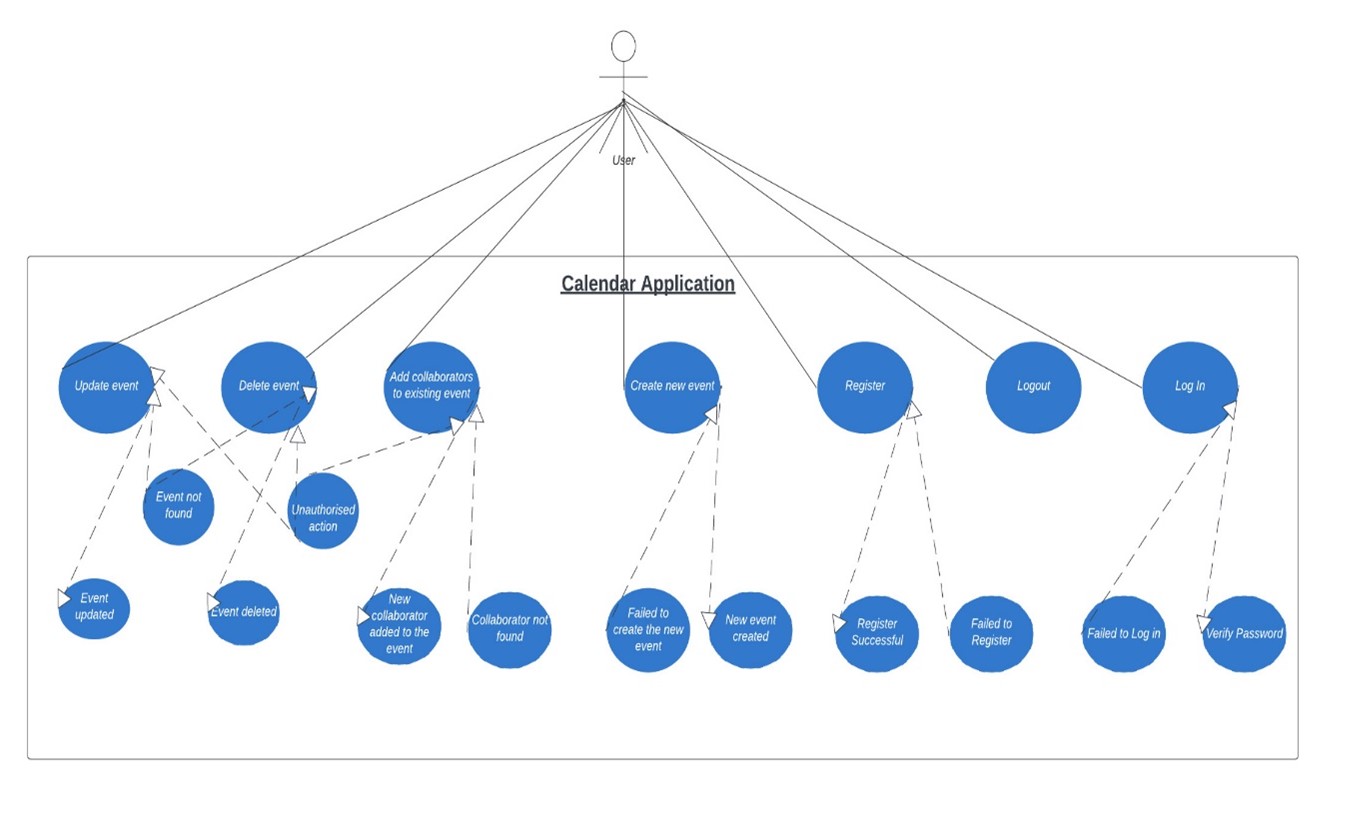 User
Calendar Application
Update event
Delete event
Add collaborators
to existing event
Create new event
Register
Logout
Log In
Event not
found
Unauthorised
action
Event
updated
Event deleted
New
collaborator
added to the
event
Collaborator not
found
Failed to
create the new
event
New event
created
Register
Successful
Failed to
Register
Failed to Log in
Verify Password